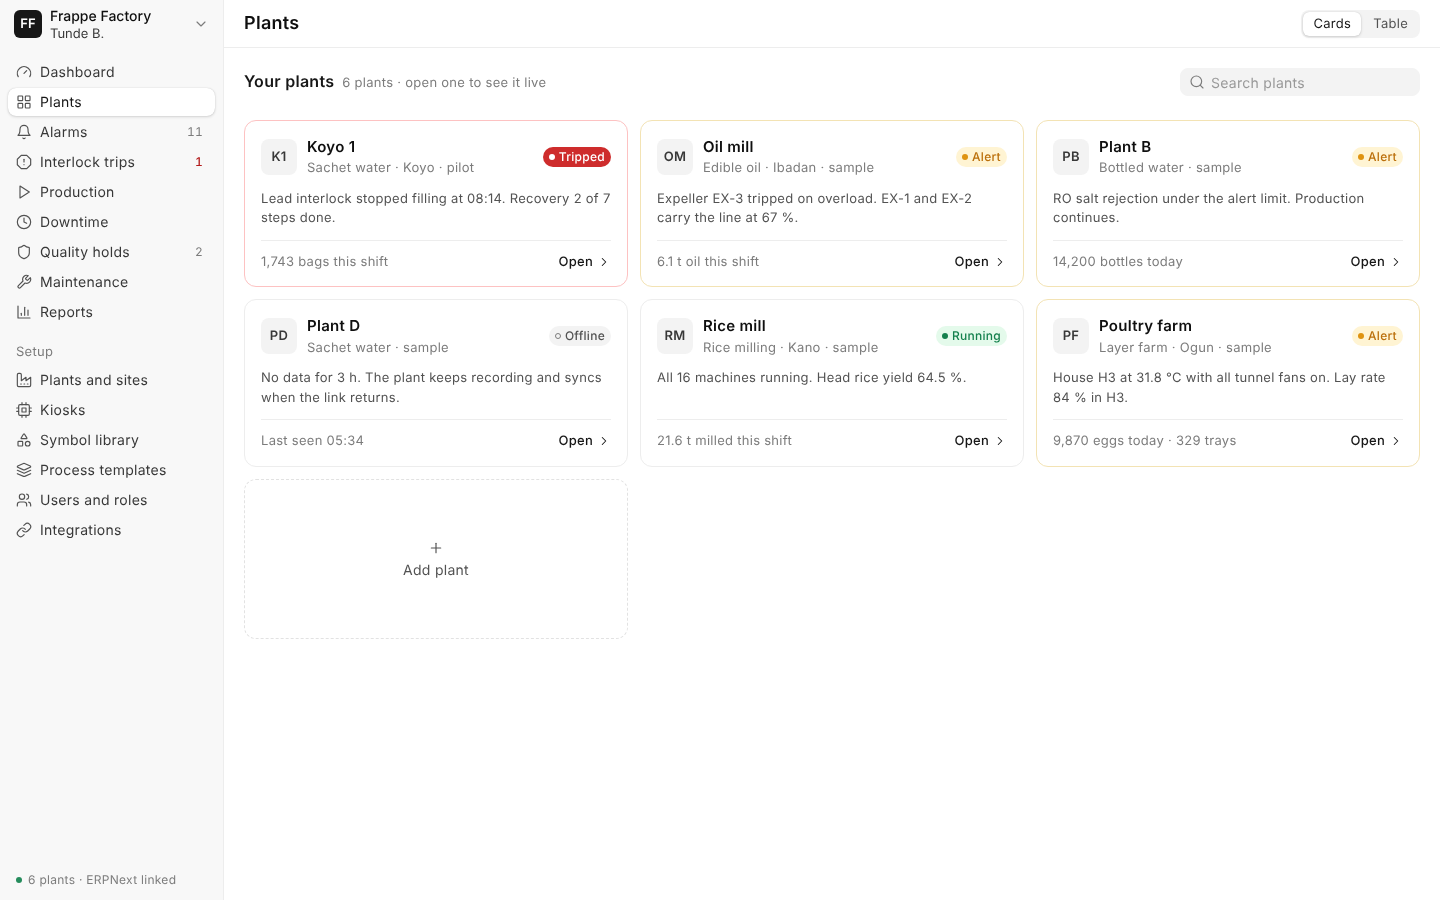 FF
Frappe Factory
Tunde B.
Dashboard
Plants
Alarms 11
Interlock trips 1
Production
Downtime
Quality holds 2
Maintenance
Reports
Setup
Plants and sites
Kiosks
Symbol library
Process templates
Users and roles
Integrations
6 plants · ERPNext linked
Plants
Cards Table
Your plants 6 plants · open one to see it live
Search plants
K1
Koyo 1
Sachet water · Koyo · pilot
Tripped
Lead interlock stopped filling at 08:14. Recovery 2 of 7
steps done.
1,743 bags this shift Open
OM
Oil mill
Edible oil · Ibadan · sample
Alert
Expeller EX-3 tripped on overload. EX-1 and EX-2
carry the line at 67 %.
6.1 t oil this shift Open
PB
Plant B
Bottled water · sample
Alert
RO salt rejection under the alert limit. Production
continues.
14,200 bottles today Open
PD
Plant D
Sachet water · sample
Offline
No data for 3 h. The plant keeps recording and syncs
when the link returns.
Last seen 05:34 Open
RM
Rice mill
Rice milling · Kano · sample
Running
All 16 machines running. Head rice yield 64.5 %.
21.6 t milled this shift Open
PF
Poultry farm
Layer farm · Ogun · sample
Alert
House H3 at 31.8 °C with all tunnel fans on. Lay rate
84 % in H3.
9,870 eggs today · 329 trays Open
Add plant